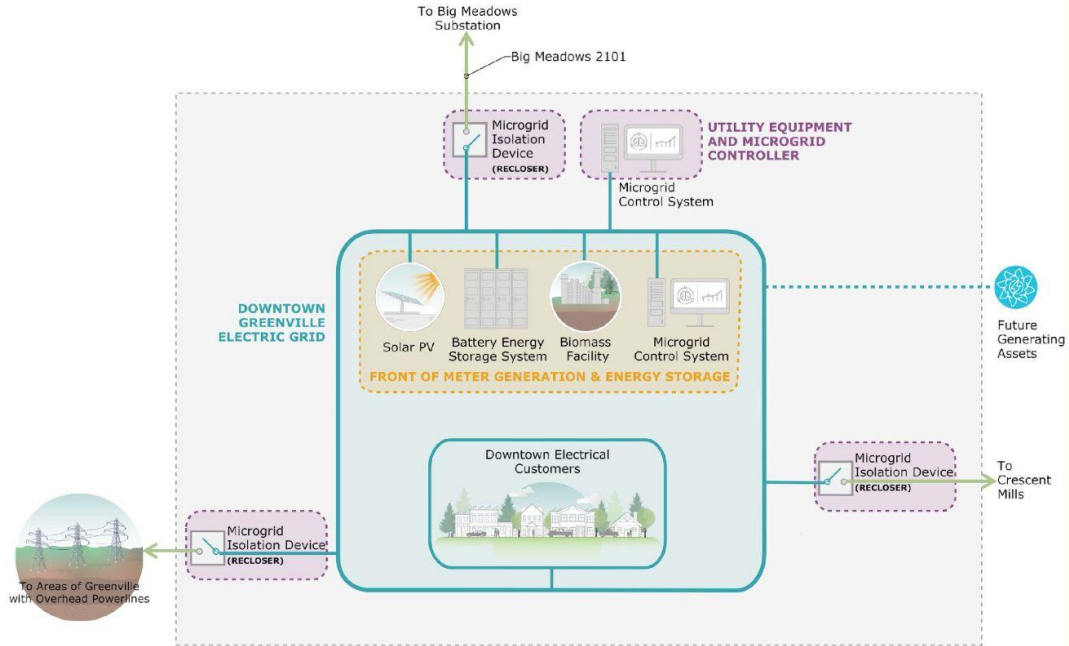 To Big Meadows
Substation
Big Meadows 2101
Microgrid
Isolation
Device
(RECLOSER)
UTILITY EQUIPMENT
AND MICROGRID
CONTROLLER
Microgrid
Control System
DOWNTOWN
GREENVILLE
ELECTRIC GRID
Solar PV
Battery Energy
Storage System
Biomass
Facility
Microgrid
Control System
FRONT OF METER GENERATION & ENERGY STORAGE
Future
Generating
Assets
Downtown Electrical
Customers
Microgrid
Isolation Device
(RECLOSER)
To
Crescent
Mills
Microgrid
Isolation Device
(RECLOSER)
To Areas of Greenville
with Overhead Powerlines